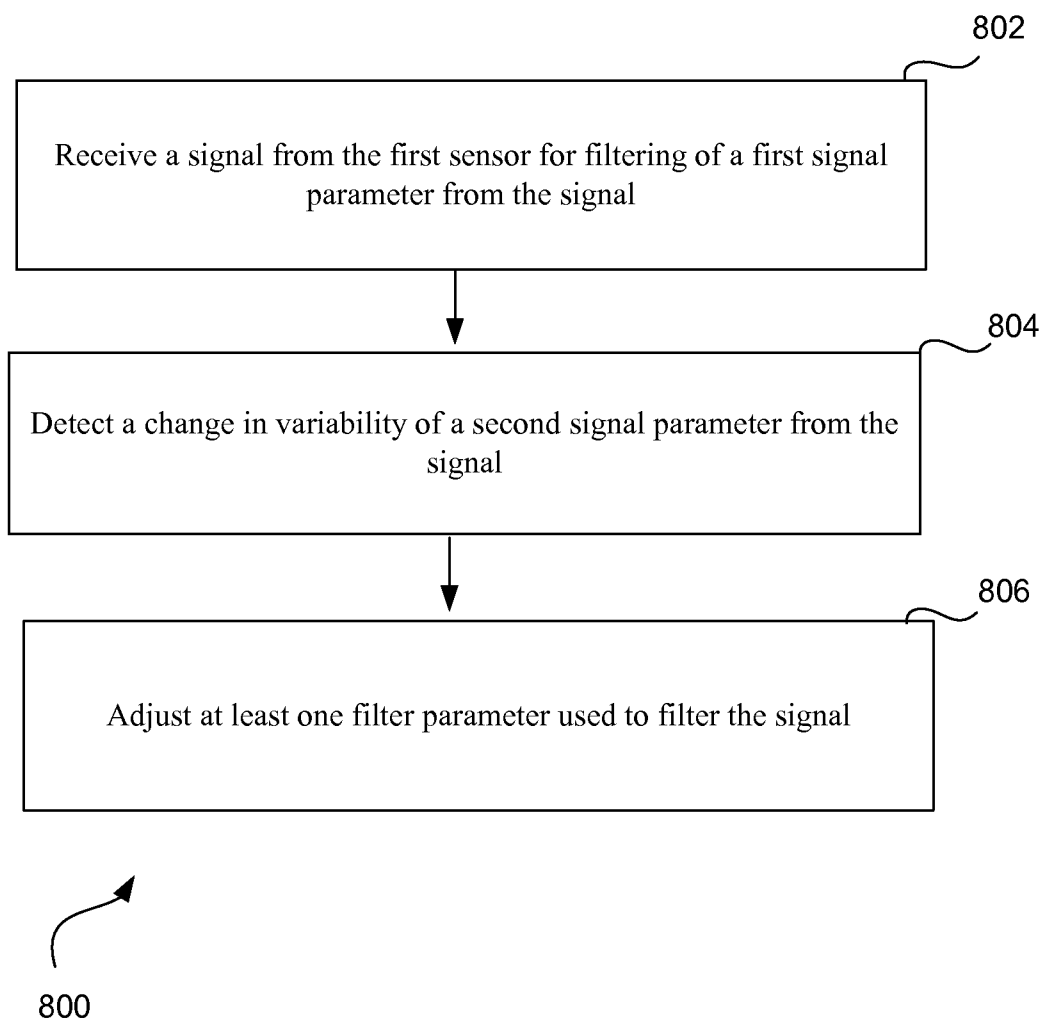 802
Receive a signal from the first sensor for filtering of a first signal
parameter from the signal
804
Detect a change in variability of a second signal parameter from the
signal
806
Adjust at least one filter parameter used to filter the signal
800